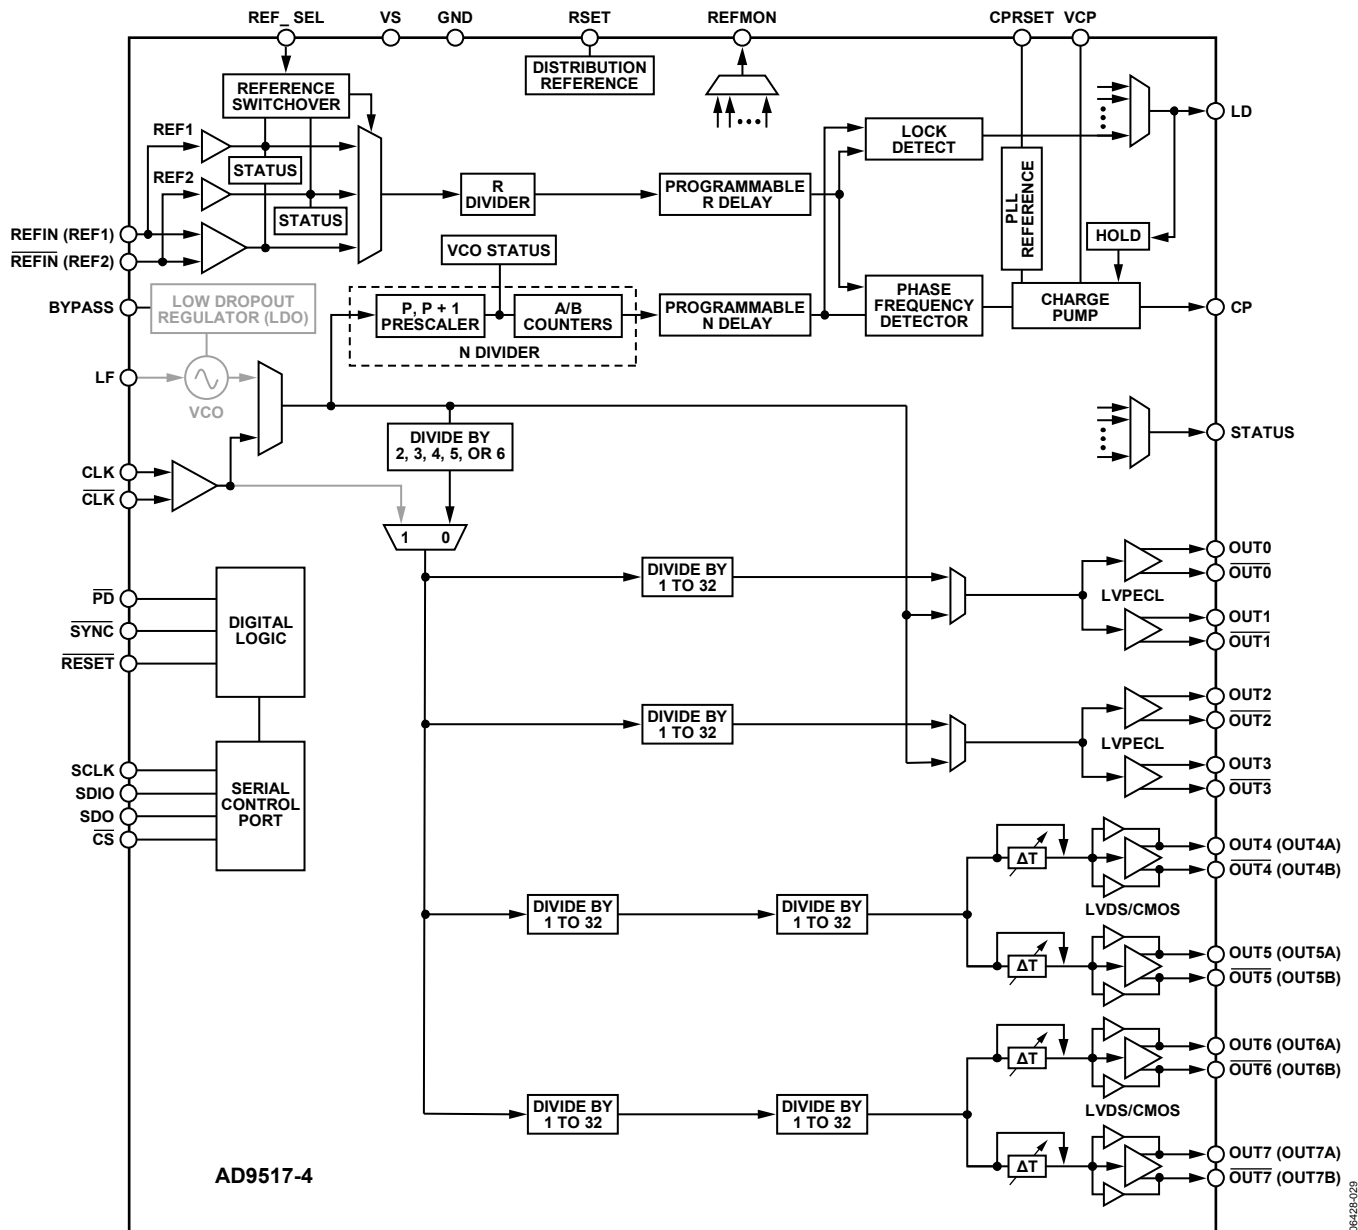 REF_ SEL
VS
GND
RSET
REFMON
CPRSET
VCP
DISTRIBUTION
REFERENCE
REFERENCE
SWITCHOVER
REF1
STATUS
REF2
STATUS
R
DIVIDER
PROGRAMMABLE
R DELAY
LOCK
DETECT
PLL
REFERENCE
LD
HOLD
REFIN (REF1)
REFIN (REF2)
VCO STATUS
BYPASS
LOW DROPOUT
REGULATOR (LDO)
P, P + 1
PRESCALER
A/B
COUNTERS
N DIVIDER
PROGRAMMABLE
N DELAY
PHASE
FREQUENCY
DETECTOR
CHARGE
PUMP
CP
LF
VCO
DIVIDE BY
2, 3, 4, 5, OR 6
STATUS
CLK
CLK
1 0
DIVIDE BY
1 TO 32
OUT0
OUT0
LVPECL
OUT1
OUT1
PD
SYNC
RESET
DIGITAL
LOGIC
DIVIDE BY
1 TO 32
OUT2
OUT2
LVPECL
OUT3
OUT3
SCLK
SDIO
SDO
CS
SERIAL
CONTROL
PORT
ΔT
OUT4 (OUT4A)
OUT4 (OUT4B)
DIVIDE BY
1 TO 32
DIVIDE BY
1 TO 32
LVDS/CMOS
ΔT
OUT5 (OUT5A)
OUT5 (OUT5B)
ΔT
OUT6 (OUT6A)
OUT6 (OUT6B)
DIVIDE BY
1 TO 32
DIVIDE BY
1 TO 32
LVDS/CMOS
ΔT
OUT7 (OUT7A)
OUT7 (OUT7B)
AD9517-4
06428-029